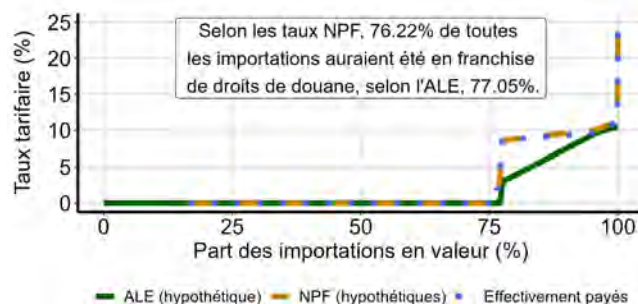 25
20
15
10
5
0
Taux tarifaire (%)
Selon les taux NPF, 76.22% de toutes
les importations auraient été en franchise
de droits de douane, selon l'ALE, 77.05%.
0 25 50 75 100
Part des importations en valeur (%)
ALE (hypothétique) NPF (hypothétiques) Effectivement payés